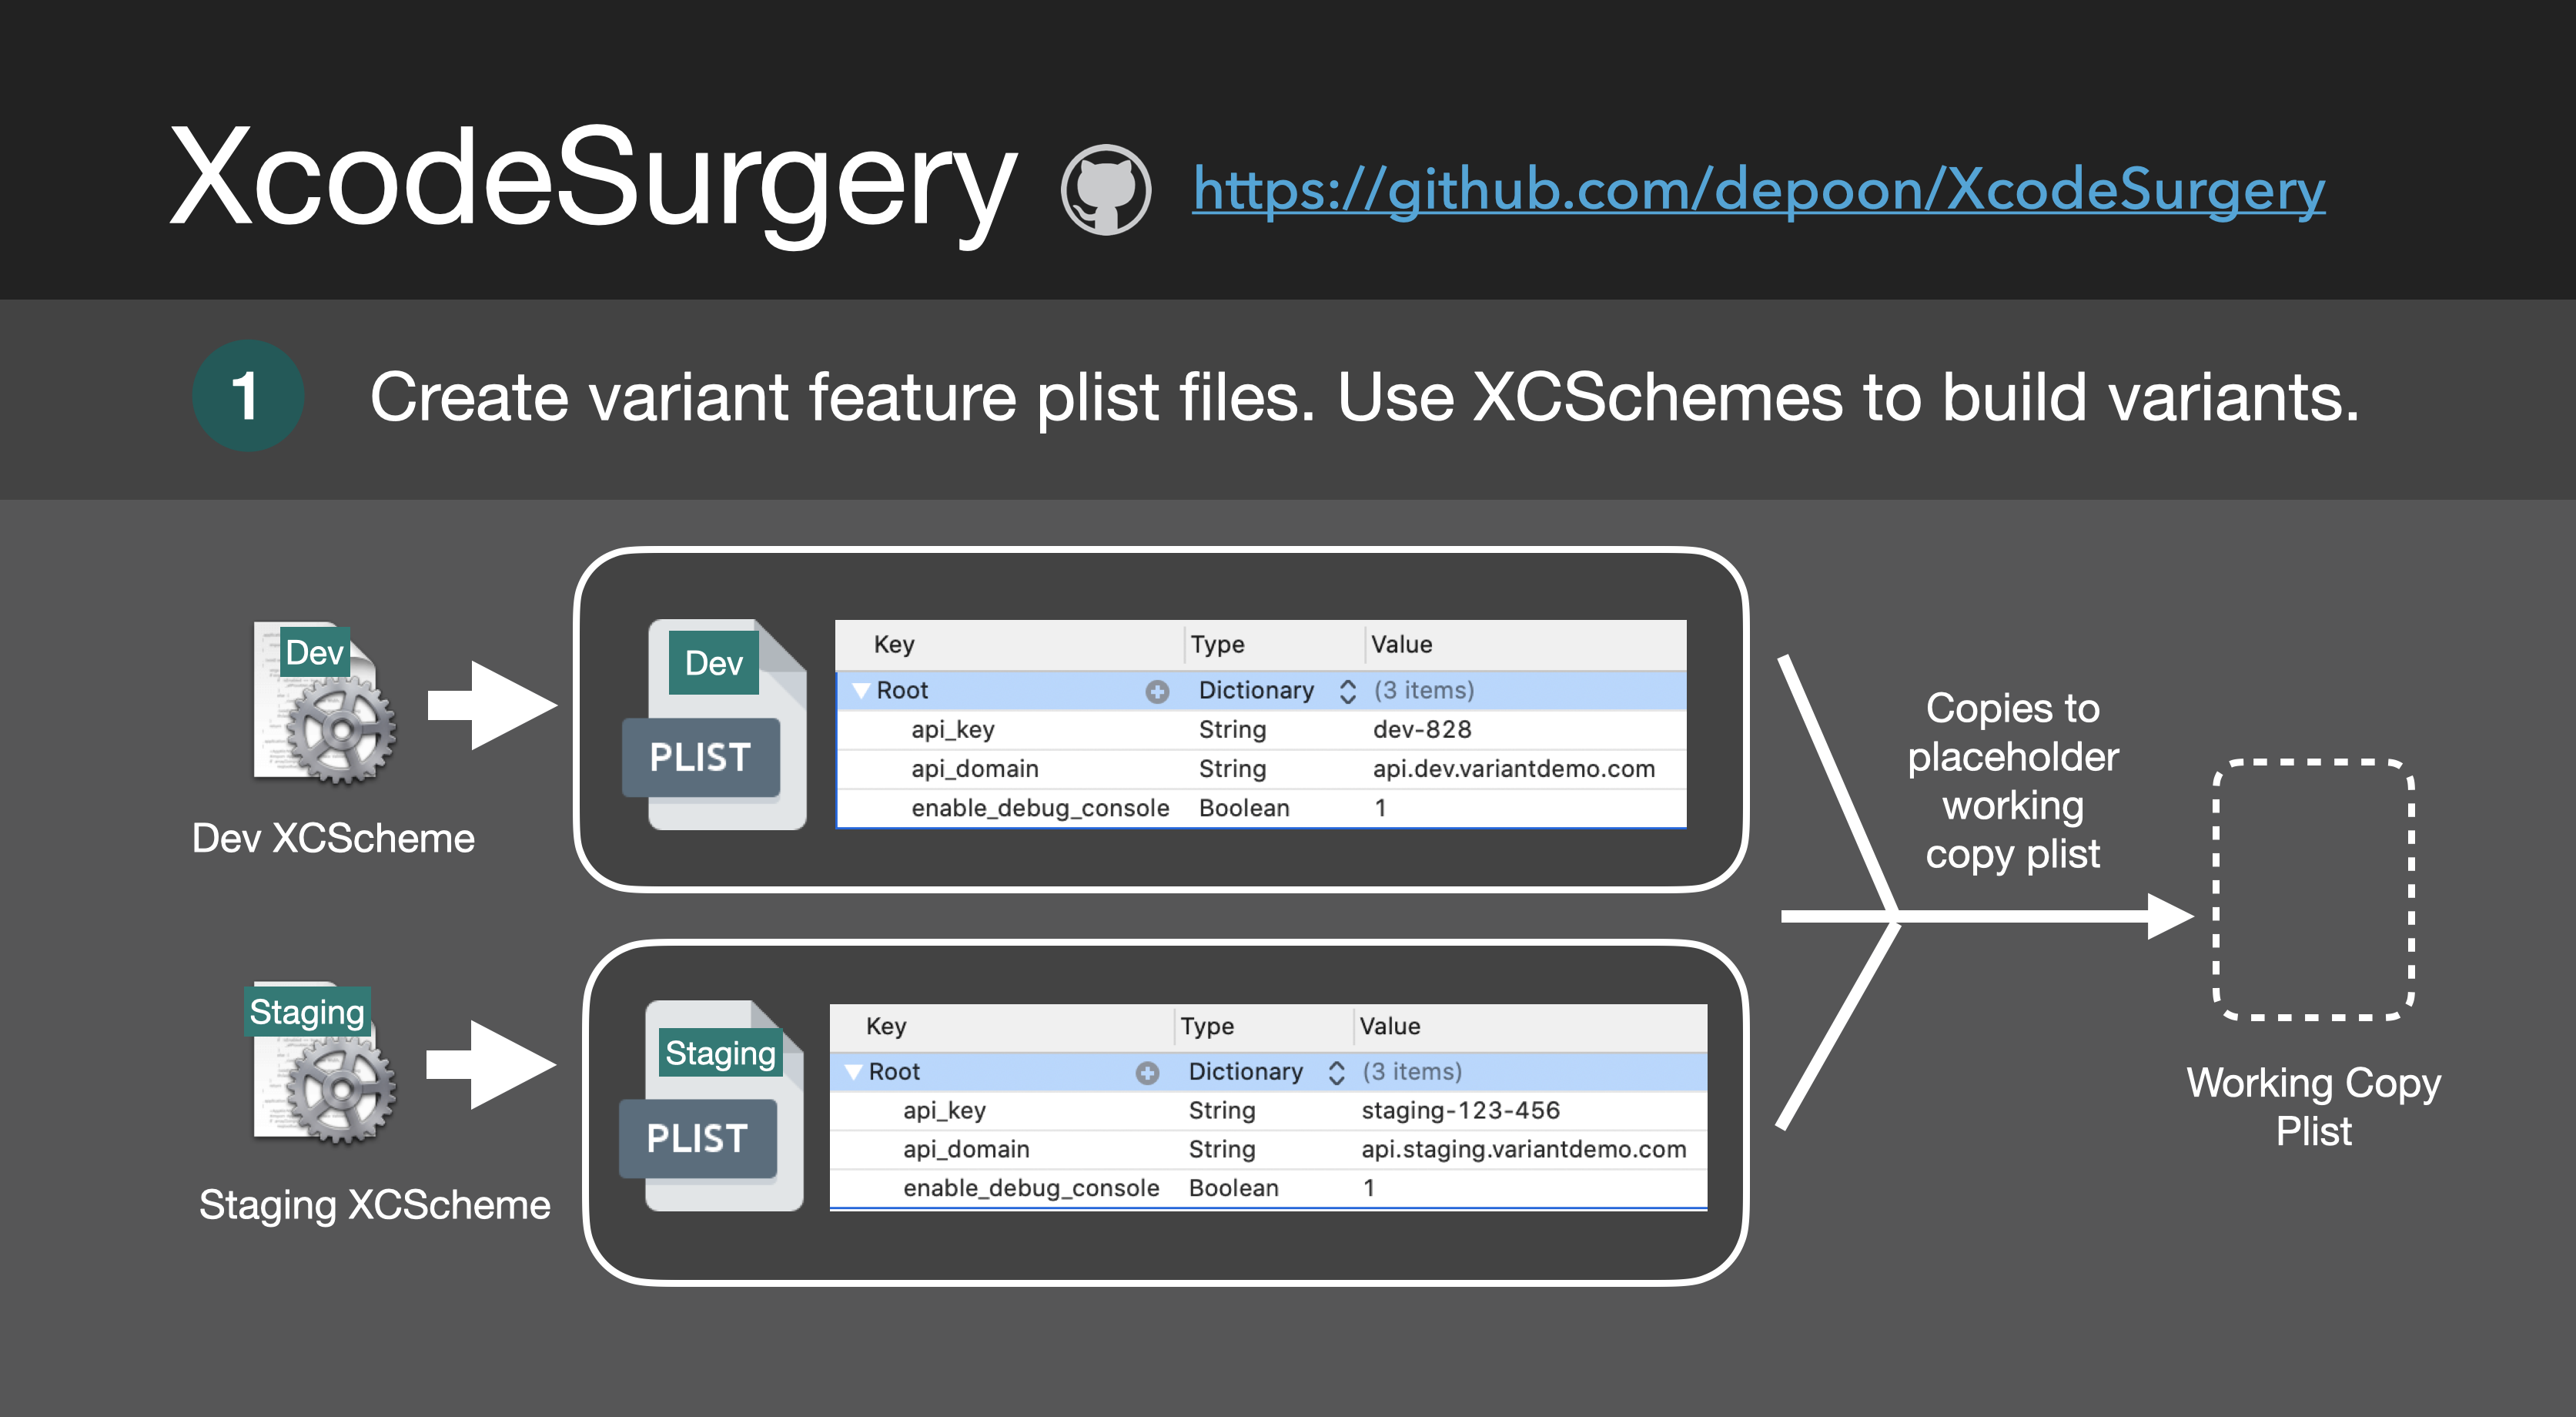 XcodeSurgery https://github.com/depoon/XcodeSurgery
1 Create variant feature plist files. Use XCSchemes to build variants.
Dev
Dev XCScheme
Dev
PLIST
Key Type Value
Root Dictionary (3 items)
api_key String dev-828
api_domain String api.dev.variantdemo.com
enable_debug_console Boolean 1
Staging
Staging XCScheme
Staging
PLIST
Key Type Value
Root Dictionary (3 items)
api_key String staging-123-456
api_domain String api.staging.variantdemo.com
enable_debug_console Boolean 1
Copies to
placeholder
working
copy plist
Working Copy
Plist